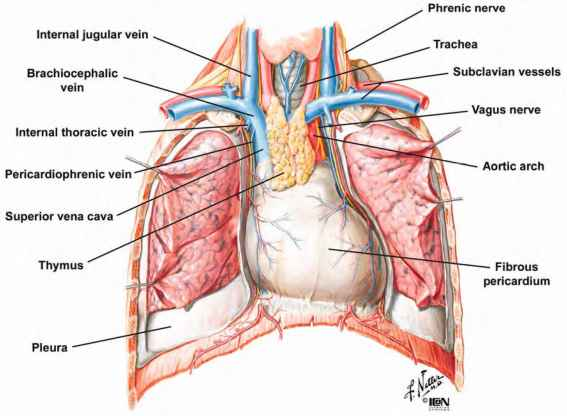 Phrenic nerve
Internal jugular vein
Trachea
Brachiocephalic
vein
Subclavian vessels
Vagus nerve
Internal thoracic vein
Aortic arch
Pericardiophrenic vein
Superior vena cava
Thymus
Fibrous
pericardium
Pleura
F. Netter
M.D.
©ICON